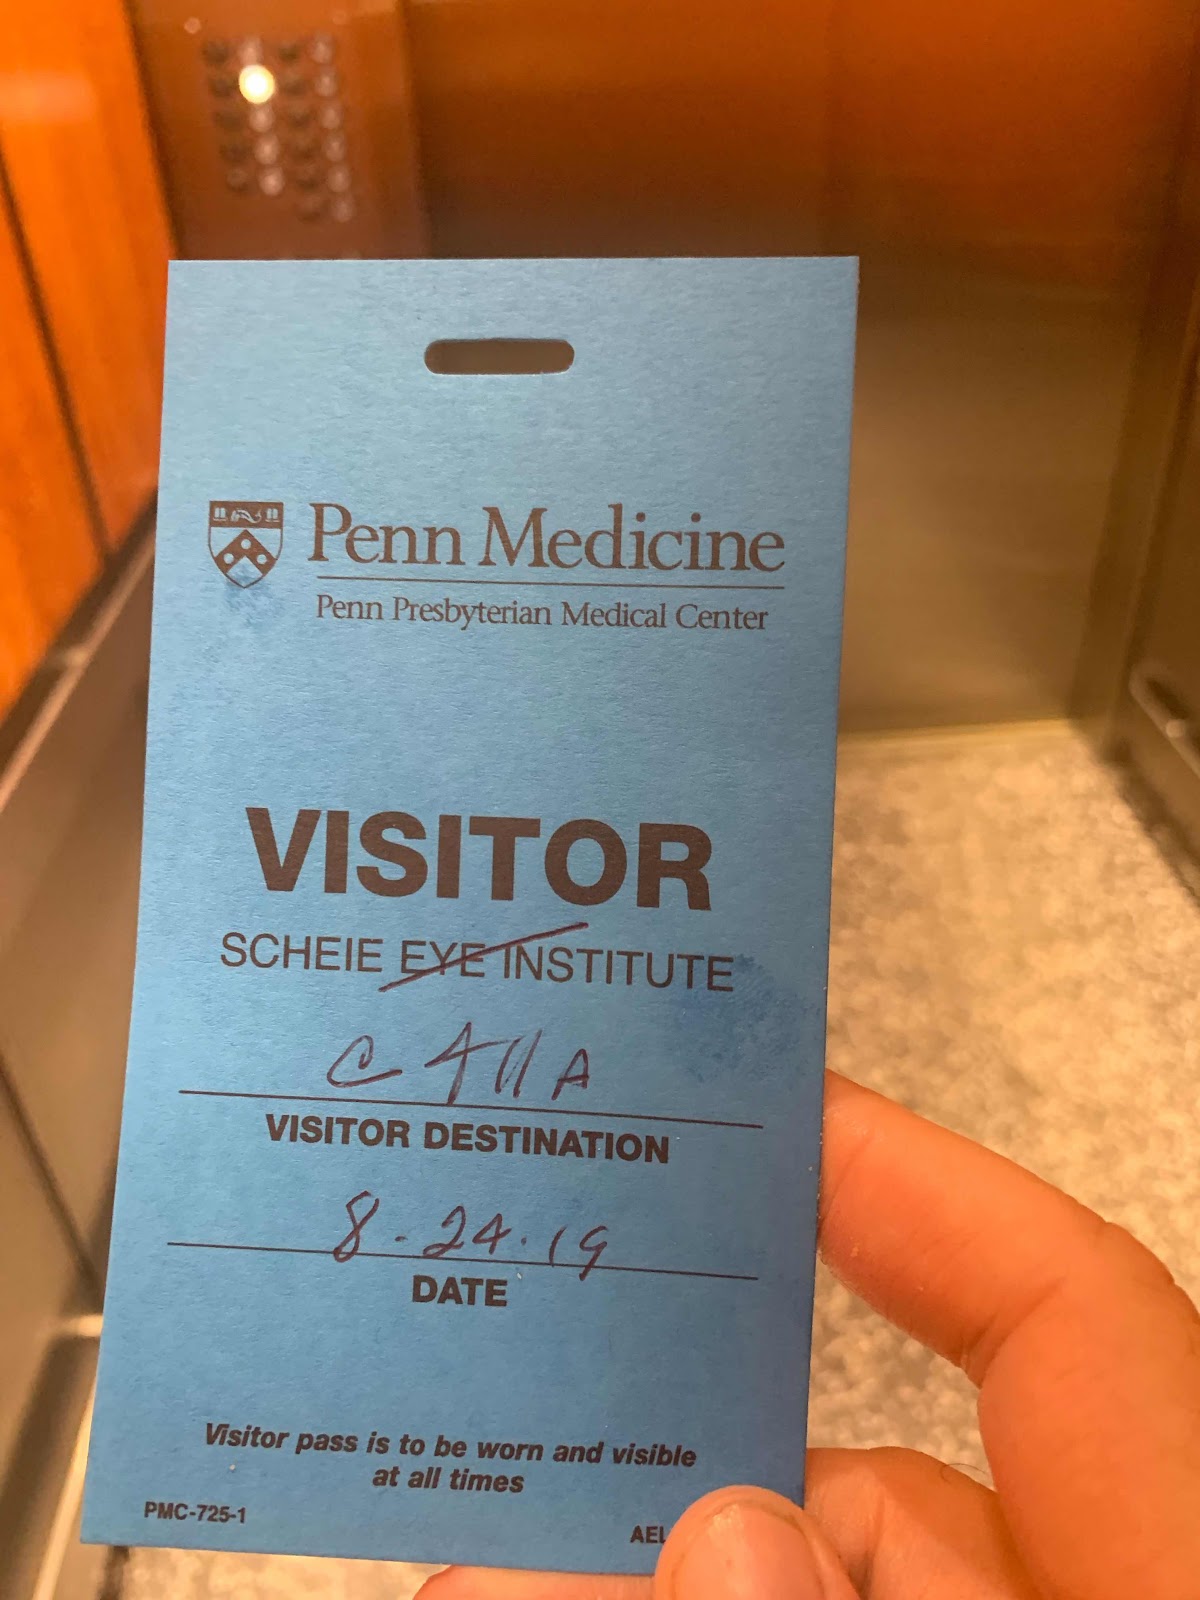 Penn Medicine
Penn Presbyterian Medical Center
VISITOR
SCHEIE EYE INSTITUTE
VISITOR DESTINATION
8.24.19
DATE
Visitor pass is to be worn and visible
at all times
PMC-725-1
AEL